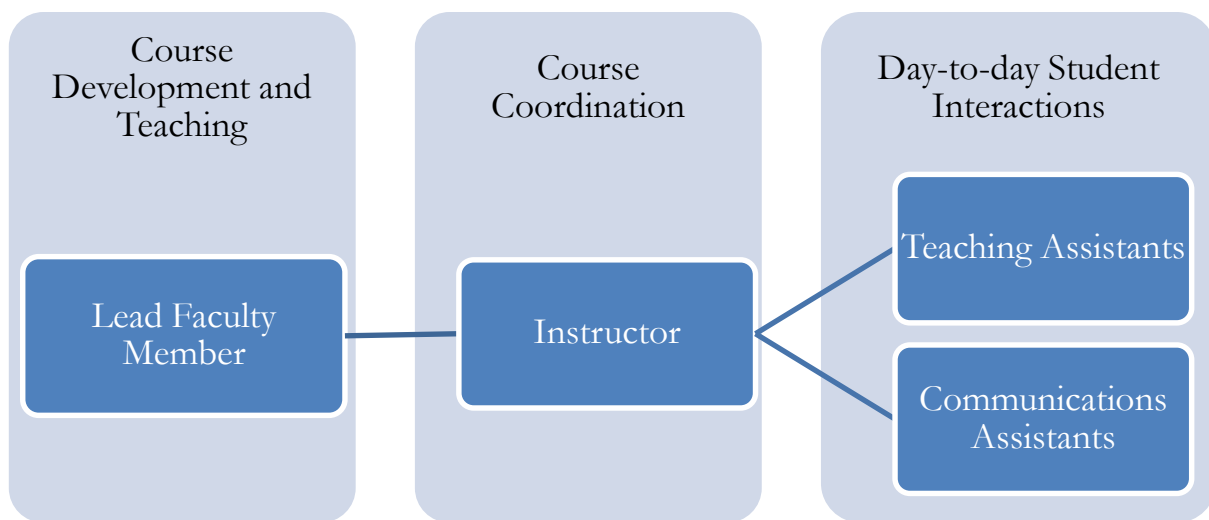 Course
Development and
Teaching
Lead Faculty
Member
Course
Coordination
Instructor
Day-to-day Student
Interactions
Teaching Assistants
Communications
Assistants